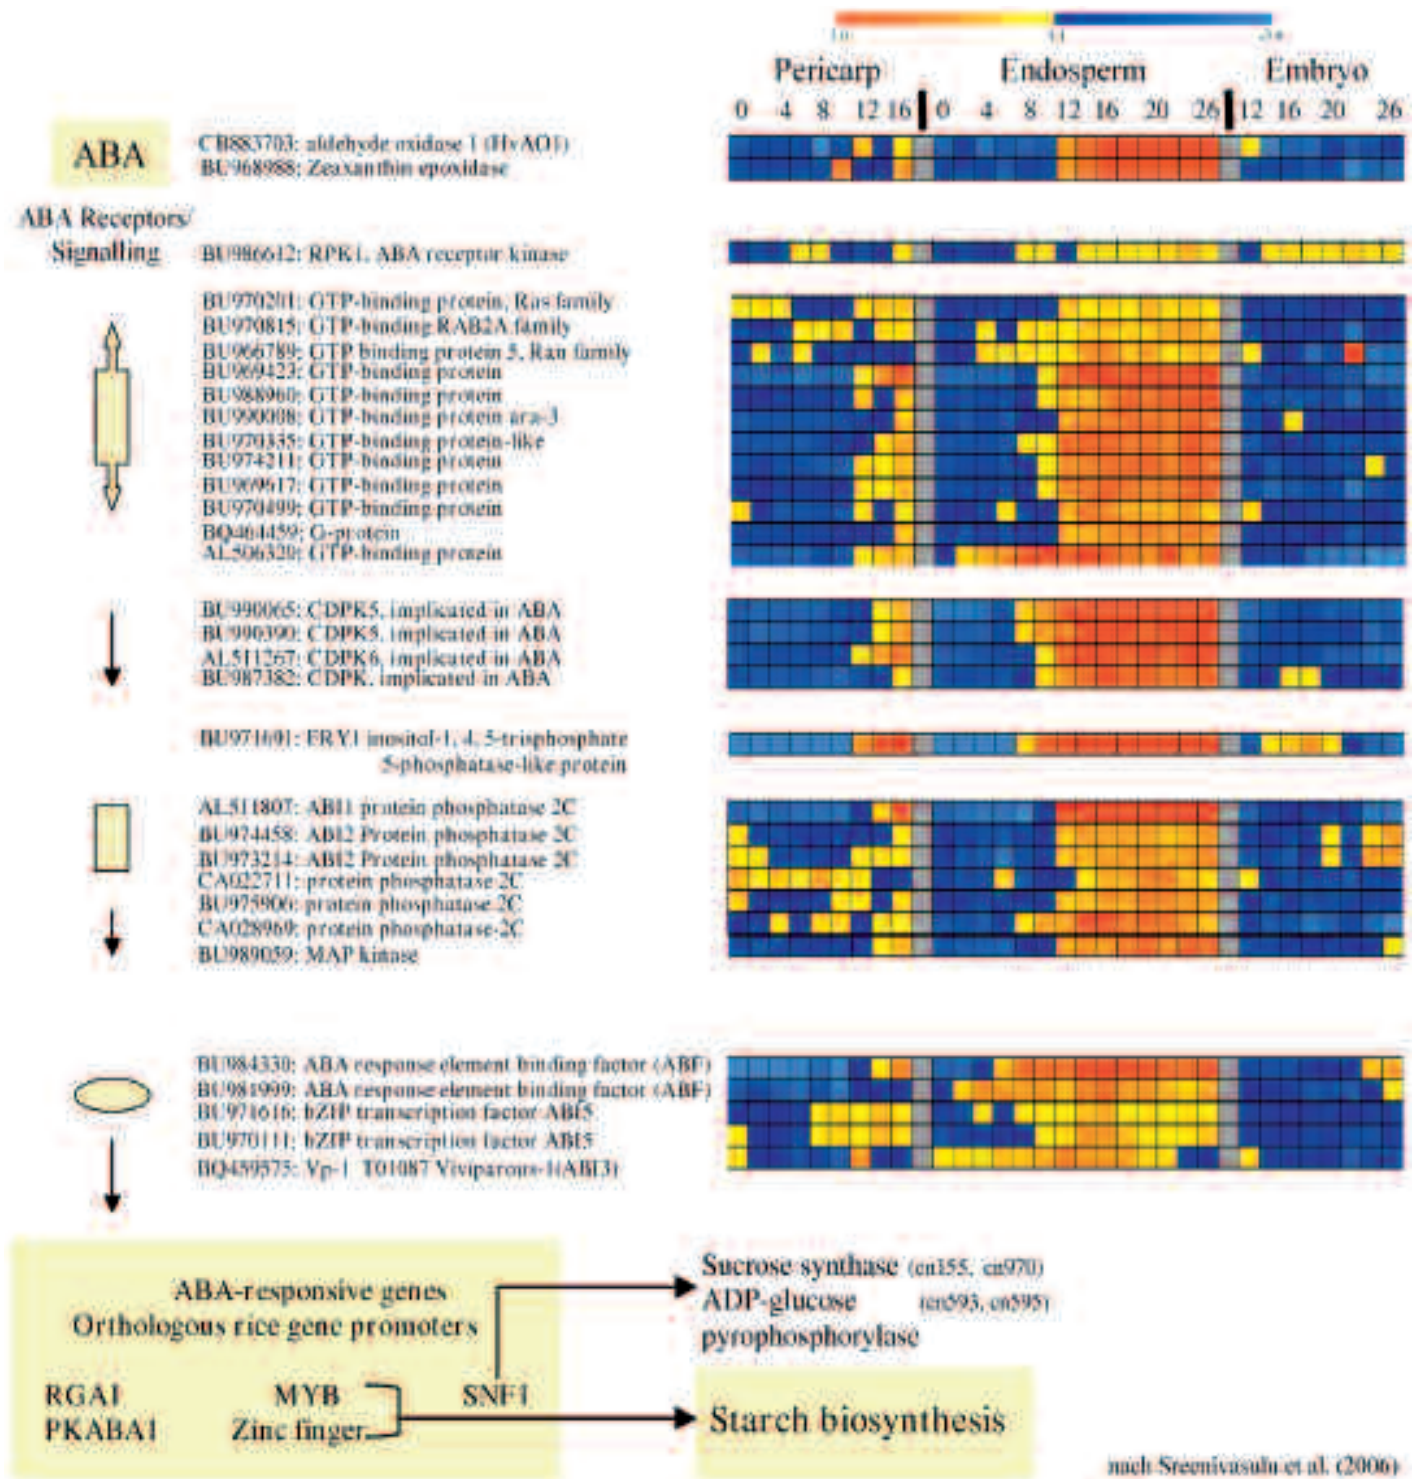 Pericarp Endosperm Embryo
0 4 8 12 16 0 4 8 12 16 20 26 12 16 20 26
ABA
CB883703: aldehyde oxidase 1 (HvAO1)
BU968988: Zeaxanthin epoxidase
ABA Receptors/
Signalling
BU986612: RPK1, ABA receptor kinase
BU970201: GTP-binding protein, Ras family
BU970815: GTP-binding RAB2A family
BU966789: GTP binding protein 5, Ran family
BU969423: GTP-binding protein
BU988960: GTP-binding protein
BU990008: GTP-binding protein ara-3
BU970335: GTP-binding protein-like
BU974211: GTP-binding protein
BU969617: GTP-binding protein
BU970499: GTP-binding protein
BQ464459: G-protein
AL506320: GTP-binding protein
BU990065: CDPK5, implicated in ABA
BU990390: CDPK5, implicated in ABA
AL511267: CDPK6, implicated in ABA
BU987382: CDPK, implicated in ABA
BU971691: FRY1 inositol-1, 4, 5-trisphosphate
5-phosphatase-like protein
AL511807: ABI1 protein phosphatase 2C
BU974458: ABI2 Protein phosphatase 2C
BU973214: ABI2 Protein phosphatase 2C
CA022711: protein phosphatase-2C
BU975906: protein phosphatase-2C
CA028969: protein phosphatase-2C
BU989059: MAP kinase
BU984330: ABA response element binding factor (ABF)
BU981999: ABA response element binding factor (ABF)
BU971616: bZIP transcription factor ABI5
BU970111: bZIP transcription factor ABI5
BQ459575: Vp-1 T01087 Viviparous-1(ABI3)
ABA-responsive genes
Orthologous rice gene promoters
RGA1 MYB SNF1
PKABA1 Zinc finger
Sucrose synthase (cn155, cn970)
ADP-glucose (cn593, cn595)
pyrophosphorylase
Starch biosynthesis
nach Sreenivasulu et al. (2006)